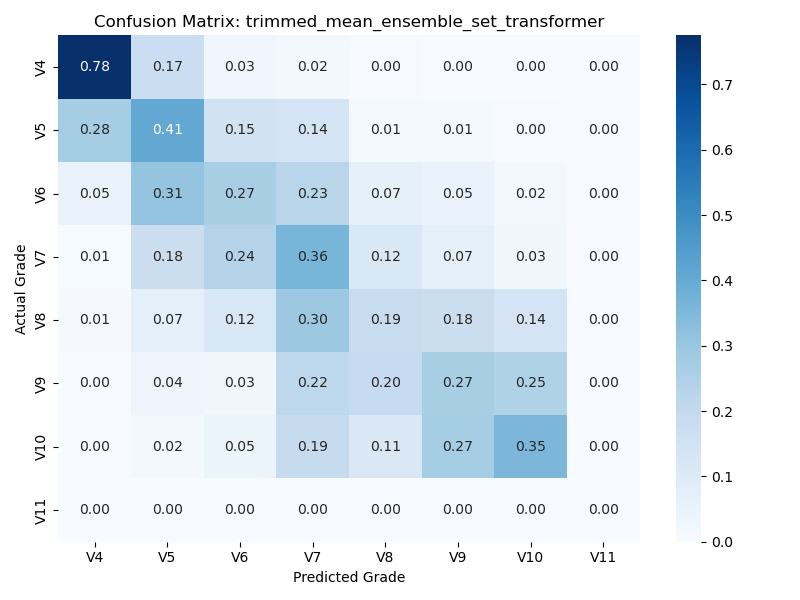 Confusion Matrix: trimmed_mean_ensemble_set_transformer
V4 0.78 0.17 0.03 0.02 0.00 0.00 0.00 0.00
V5 0.28 0.41 0.15 0.14 0.01 0.01 0.00 0.00
V6 0.05 0.31 0.27 0.23 0.07 0.05 0.02 0.00
V7 0.01 0.18 0.24 0.36 0.12 0.07 0.03 0.00
V8 0.01 0.07 0.12 0.30 0.19 0.18 0.14 0.00
V9 0.00 0.04 0.03 0.22 0.20 0.27 0.25 0.00
V10 0.00 0.02 0.05 0.19 0.11 0.27 0.35 0.00
V11 0.00 0.00 0.00 0.00 0.00 0.00 0.00 0.00
V4 V5 V6 V7 V8 V9 V10 V11
Predicted Grade
Actual Grade
0.7
0.6
0.5
0.4
0.3
0.2
0.1
0.0